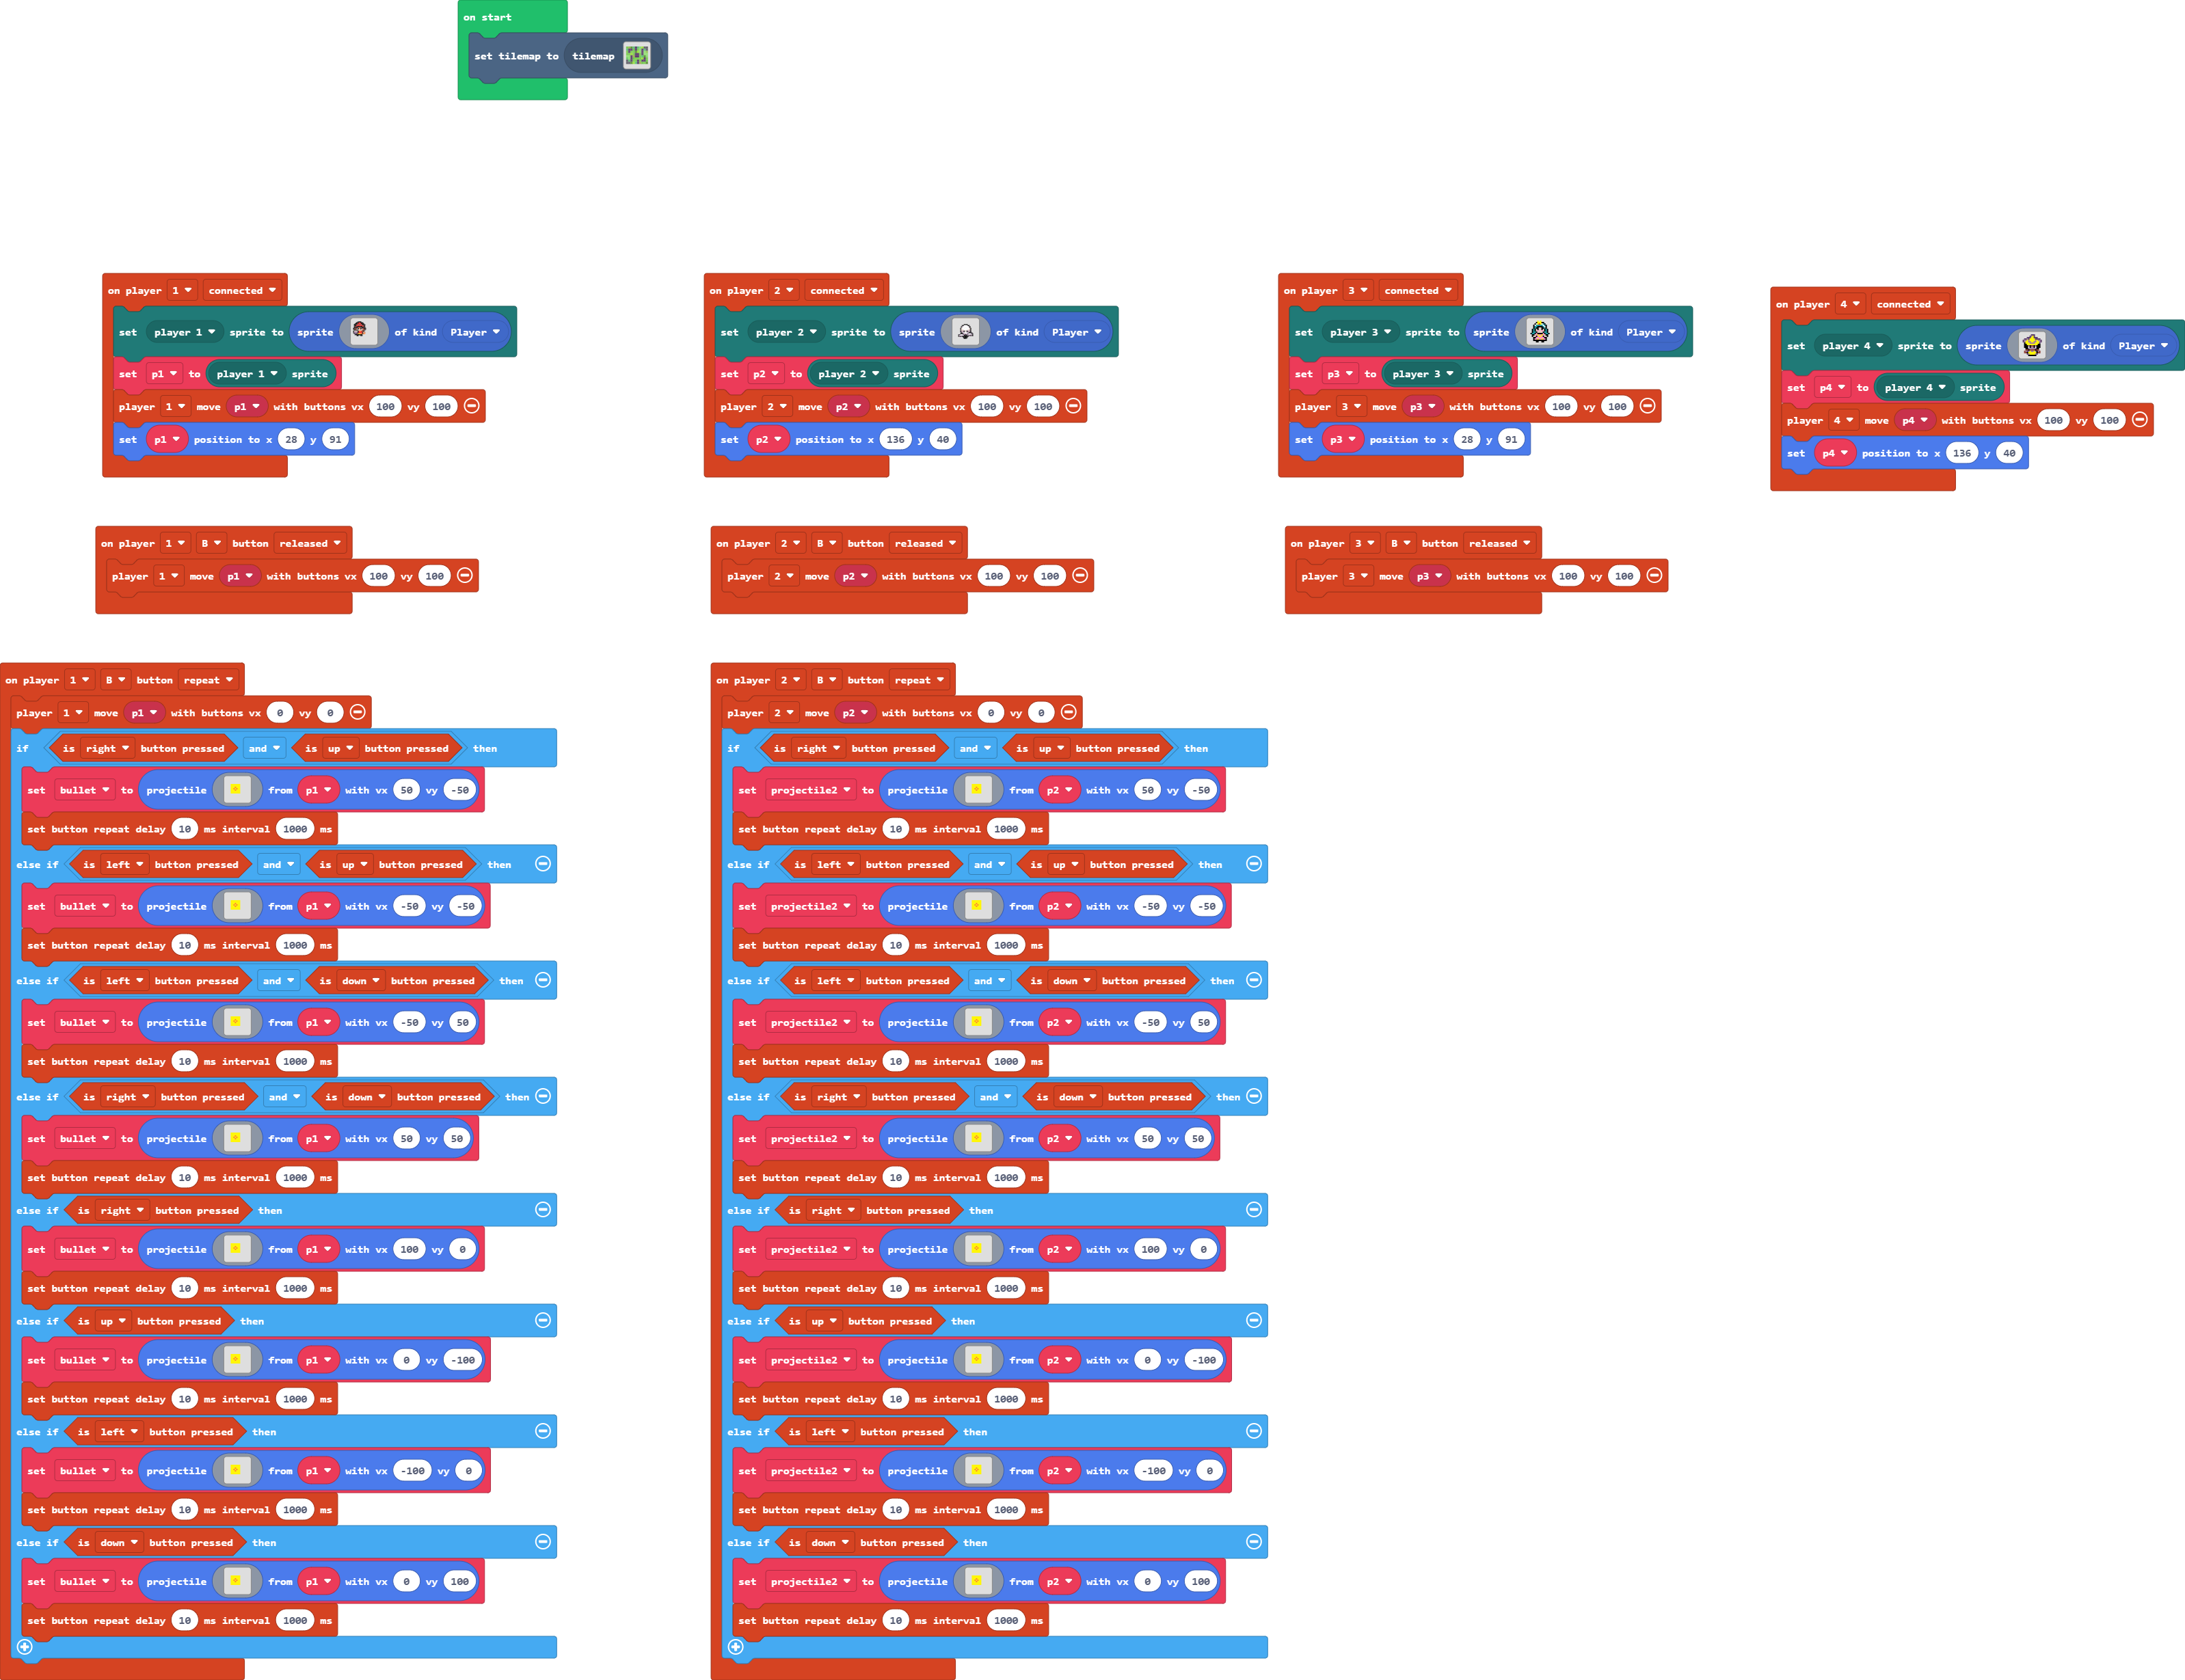 on start
set tilemap to tilemap
on player 1 connected
set player 1 sprite to sprite of kind Player
set p1 to player 1 sprite
player 1 move p1 with buttons vx 100 vy 100
set p1 position to x 28 y 91
on player 2 connected
set player 2 sprite to sprite of kind Player
set p2 to player 2 sprite
player 2 move p2 with buttons vx 100 vy 100
set p2 position to x 136 y 40
on player 3 connected
set player 3 sprite to sprite of kind Player
set p3 to player 3 sprite
player 3 move p3 with buttons vx 100 vy 100
set p3 position to x 28 y 91
on player 4 connected
set player 4 sprite to sprite of kind Player
set p4 to player 4 sprite
player 4 move p4 with buttons vx 100 vy 100
set p4 position to x 136 y 40
on player 1 B button released
player 1 move p1 with buttons vx 100 vy 100
on player 2 B button released
player 2 move p2 with buttons vx 100 vy 100
on player 3 B button released
player 3 move p3 with buttons vx 100 vy 100
on player 1 B button repeat
player 1 move p1 with buttons vx 0 vy 0
if is right button pressed and is up button pressed then
set bullet to projectile from p1 with vx 50 vy -50
set button repeat delay 10 ms interval 1000 ms
else if is left button pressed and is up button pressed then
set bullet to projectile from p1 with vx -50 vy -50
set button repeat delay 10 ms interval 1000 ms
else if is left button pressed and is down button pressed then
set bullet to projectile from p1 with vx -50 vy 50
set button repeat delay 10 ms interval 1000 ms
else if is right button pressed and is down button pressed then
set bullet to projectile from p1 with vx 50 vy 50
set button repeat delay 10 ms interval 1000 ms
else if is right button pressed then
set bullet to projectile from p1 with vx 100 vy 0
set button repeat delay 10 ms interval 1000 ms
else if is up button pressed then
set bullet to projectile from p1 with vx 0 vy -100
set button repeat delay 10 ms interval 1000 ms
else if is left button pressed then
set bullet to projectile from p1 with vx -100 vy 0
set button repeat delay 10 ms interval 1000 ms
else if is down button pressed then
set bullet to projectile from p1 with vx 0 vy 100
set button repeat delay 10 ms interval 1000 ms
on player 2 B button repeat
player 2 move p2 with buttons vx 0 vy 0
if is right button pressed and is up button pressed then
set projectile2 to projectile from p2 with vx 50 vy -50
set button repeat delay 10 ms interval 1000 ms
else if is left button pressed and is up button pressed then
set projectile2 to projectile from p2 with vx -50 vy -50
set button repeat delay 10 ms interval 1000 ms
else if is left button pressed and is down button pressed then
set projectile2 to projectile from p2 with vx -50 vy 50
set button repeat delay 10 ms interval 1000 ms
else if is right button pressed and is down button pressed then
set projectile2 to projectile from p2 with vx 50 vy 50
set button repeat delay 10 ms interval 1000 ms
else if is right button pressed then
set projectile2 to projectile from p2 with vx 100 vy 0
set button repeat delay 10 ms interval 1000 ms
else if is up button pressed then
set projectile2 to projectile from p2 with vx 0 vy -100
set button repeat delay 10 ms interval 1000 ms
else if is left button pressed then
set projectile2 to projectile from p2 with vx -100 vy 0
set button repeat delay 10 ms interval 1000 ms
else if is down button pressed then
set projectile2 to projectile from p2 with vx 0 vy 100
set button repeat delay 10 ms interval 1000 ms